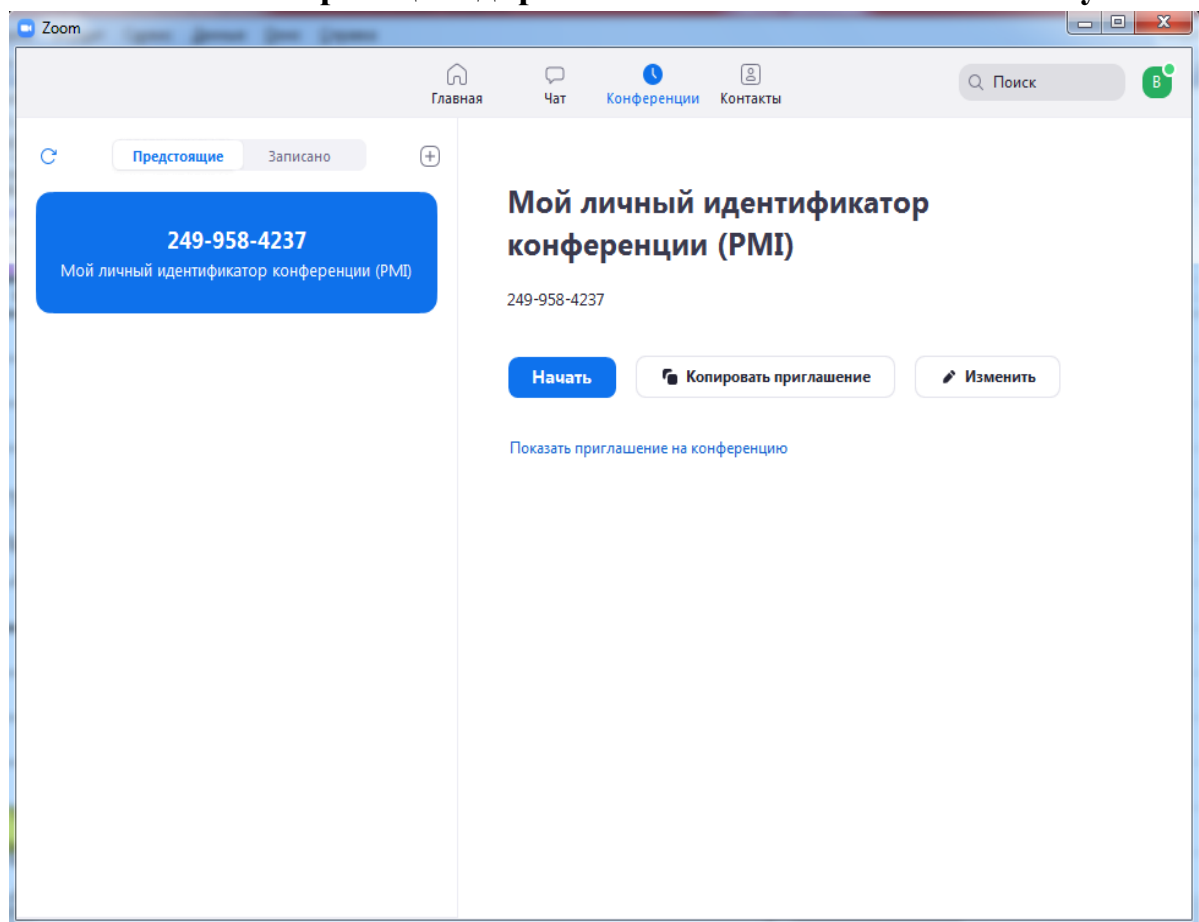 Zoom
Главная
Чат
Конференции
Контакты
Поиск
В
Предстоящие
Записано
249-958-4237
Мой личный идентификатор конференции (PMI)
Мой личный идентификатор
конференции (PMI)
249-958-4237
Начать
Копировать приглашение
Изменить
Показать приглашение на конференцию